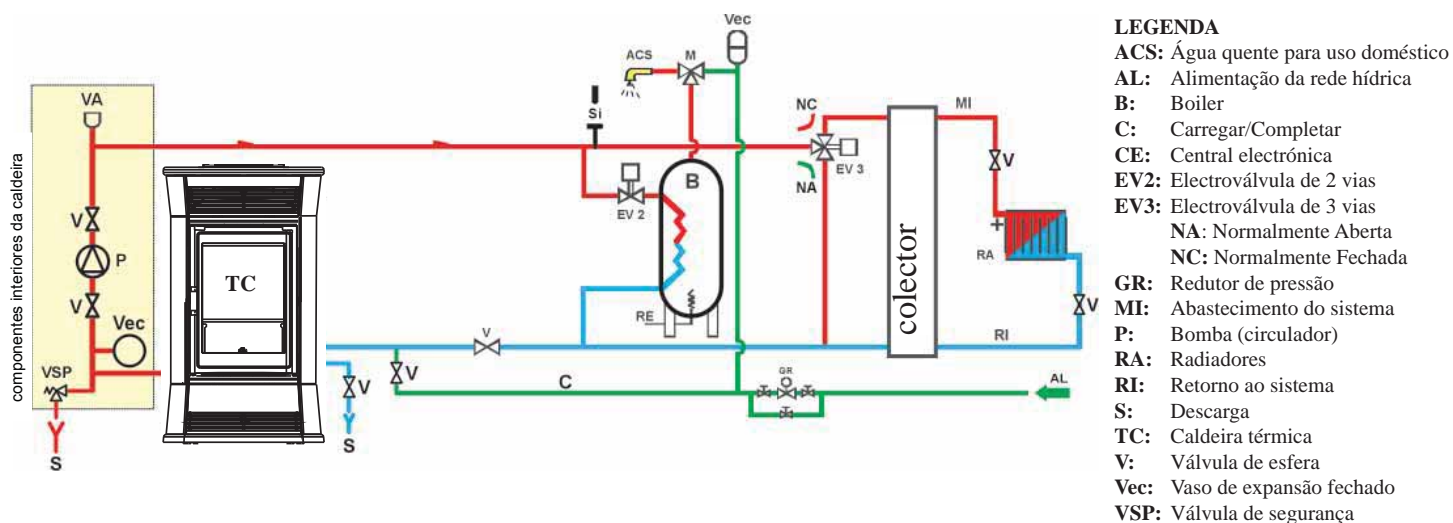 componentes interiores da caldeira
VA
V
P
V
Vec
VSP
S
TC
V
S
V
C
V
Si
EV 2
RE
B
ACS
M
Vec
NC
NA
EV 3
GR
AL
colector
MI
V
RA
+
V
RI
LEGENDA
ACS: Água quente para uso doméstico
AL: Alimentação da rede hídrica
B: Boiler
C: Carregar/Completar
CE: Central electrónica
EV2: Electroválvula de 2 vias
EV3: Electroválvula de 3 vias
NA: Normalmente Aberta
NC: Normalmente Fechada
GR: Redutor de pressão
MI: Abastecimento do sistema
P: Bomba (circulador)
RA: Radiadores
RI: Retorno ao sistema
S: Descarga
TC: Caldeira térmica
V: Válvula de esfera
Vec: Vaso de expansão fechado
VSP: Válvula de segurança